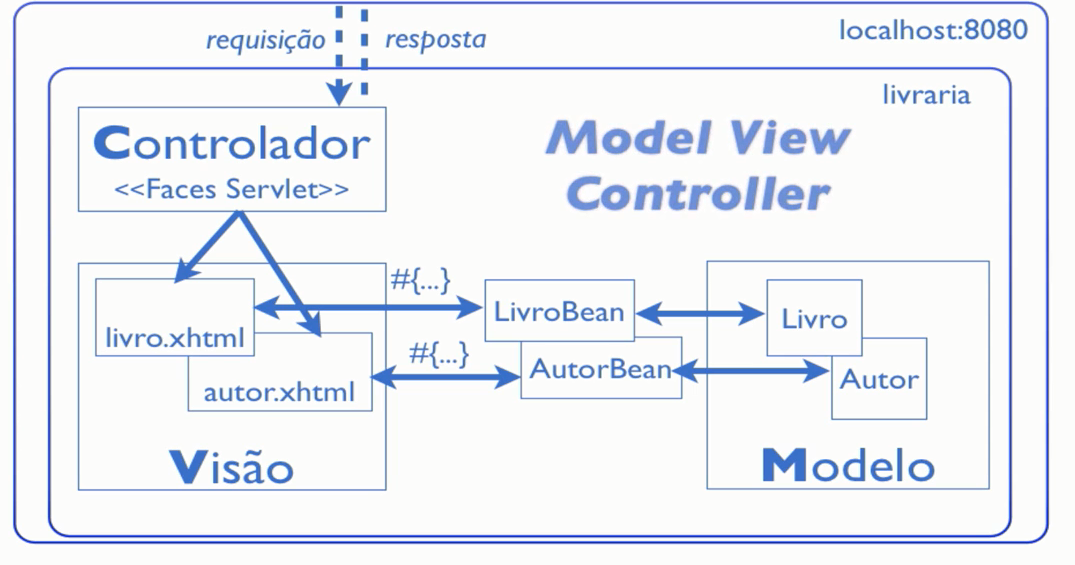 requisição
resposta
localhost:8080
livraria
Controlador
<<Faces Servlet>>
Model View
Controller
#{...}
livro.xhtml
LivroBean
Livro
#{...}
autor.xhtml
AutorBean
Autor
Visão
Modelo